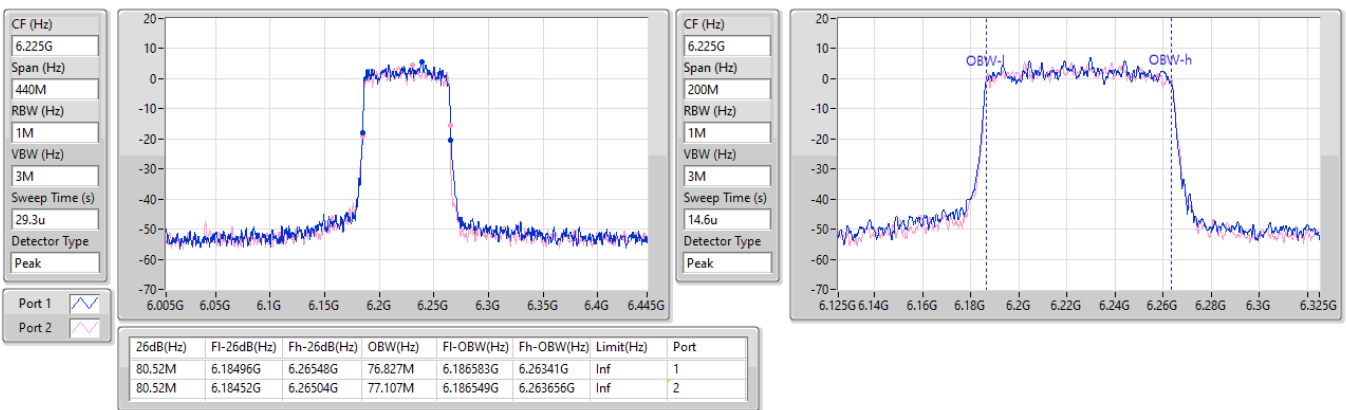 CF (Hz)
6.225G
Span (Hz)
440M
RBW (Hz)
1M
VBW (Hz)
3M
Sweep Time (s)
29.3u
Detector Type
Peak
20
10
0
-10
-20
-30
-40
-50
-60
-70
6.005G 6.05G 6.1G 6.15G 6.2G 6.25G 6.3G 6.35G 6.4G 6.445G
CF (Hz)
6.225G
Span (Hz)
200M
RBW (Hz)
1M
VBW (Hz)
3M
Sweep Time (s)
14.6u
Detector Type
Peak
20
10
0
-10
-20
-30
-40
-50
-60
-70
OBW-l OBW-h
6.125G 6.14G 6.16G 6.18G 6.2G 6.22G 6.24G 6.26G 6.28G 6.3G 6.325G
Port 1
Port 2
26dB(Hz) Fl-26dB(Hz) Fh-26dB(Hz) OBW(Hz) Fl-OBW(Hz) Fh-OBW(Hz) Limit(Hz) Port
80.52M 6.18496G 6.26548G 76.827M 6.186583G 6.26341G Inf 1
80.52M 6.18452G 6.26504G 77.107M 6.186549G 6.263656G Inf 2